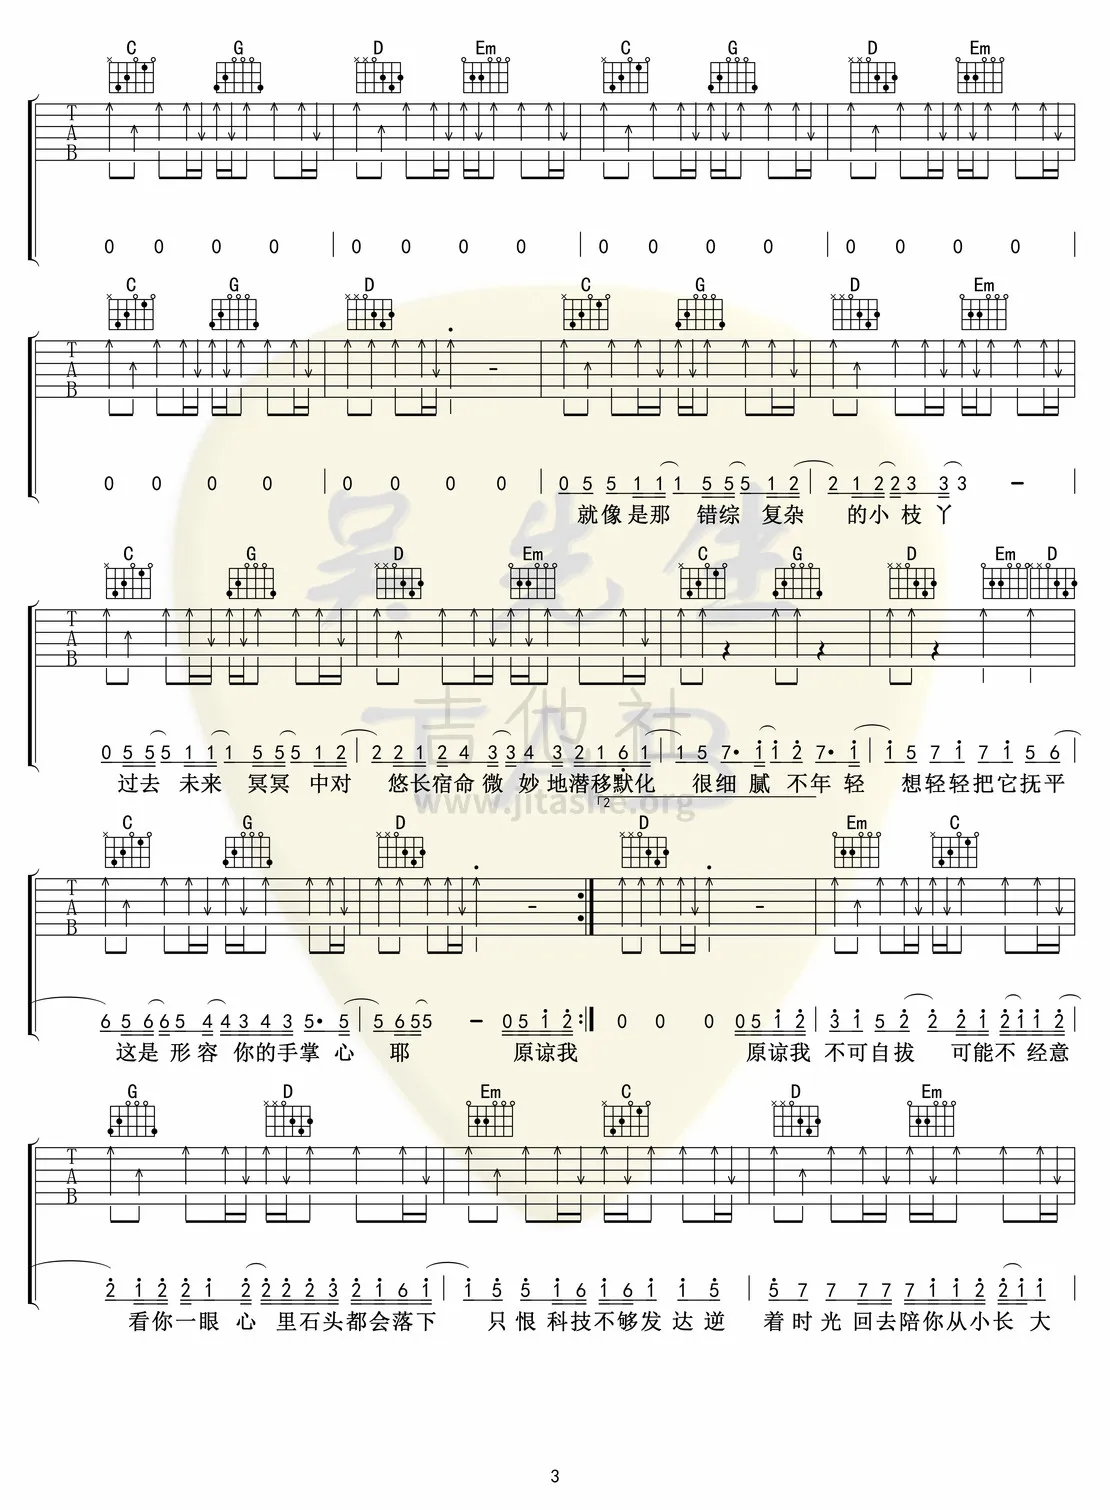 C G D Em C G D Em
T A B
0 0 0 0 | 0 0 0 0 | 0 0 0 0 | 0 0 0 0 |
C G D C G D Em
T A B
0 0 0 0 | 0 0 0 0 | 0 5 5 1 1 1 5 5 5 1 2 | 2 1 2 2 3 3 3 - |
就像是那 错综 复杂 的小枝丫
C G D Em C G D Em D
T A B
0 5 5 5 1 1 1 5 5 5 1 2 | 2 2 1 2 4 3 3 4 3 2 1 6 1 | 1 5 7· 1 1 2 7· 1 | 1 5 7 1 7 1 5 6
过去 未来 冥冥 中对 悠长宿命微妙地潜移默化 很细腻不年轻 想轻轻把它抚平
吴先生
TAB
吉他社
www.jitashe.org
「2
C G D D Em C
T A B
6 5 6 6 5 4 4 3 4 3 5· 5 | 5 6 5 5 - 0 5 1 2 :| 0 0 0 0 5 1 2 | 3 1 5 2 2 2 1 2 1 1 2 |
这是形容你的手掌心 耶 原谅我 原谅我 不可自拔 可能不经意
G D Em C D Em
T A B
2 1 2 2 1 2 2 2 2 3 2 1 6 1 | 1 5 5 1 6 1 6 1 1 5 | 5 7 7 7 7 7 1 1 2 2 1 1 |
看你一眼心里石头都会落下 只恨科技不够发达逆 着时光回去陪你从小长大
3